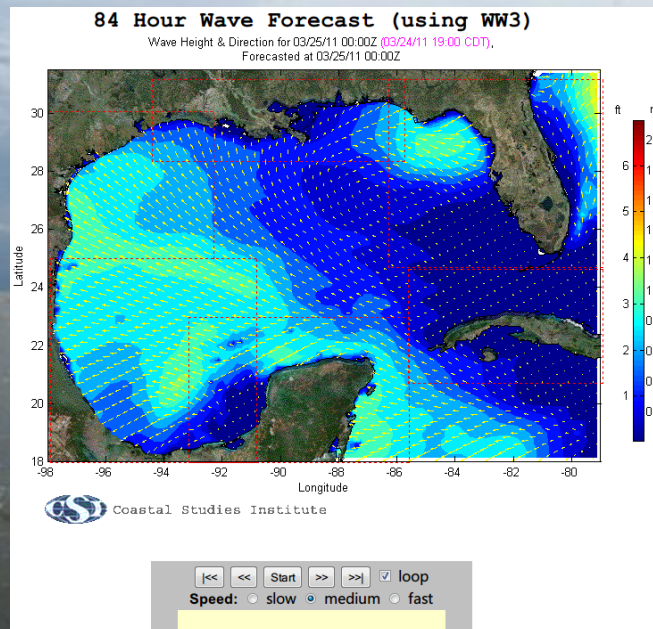 84 Hour Wave Forecast (using WW3)
Wave Height & Direction for 03/25/11 00:00Z (03/24/11 19:00 CDT),
Forecasted at 03/25/11 00:00Z
ft
30
28
26
24
22
20
18
Latitude
6
5
4
3
2
1
-98 -96 -94 -92 -90 -88 -86 -84 -82 -80
Longitude
CSI Coastal Studies Institute
|<< << Start >> >>| loop
Speed: slow medium fast